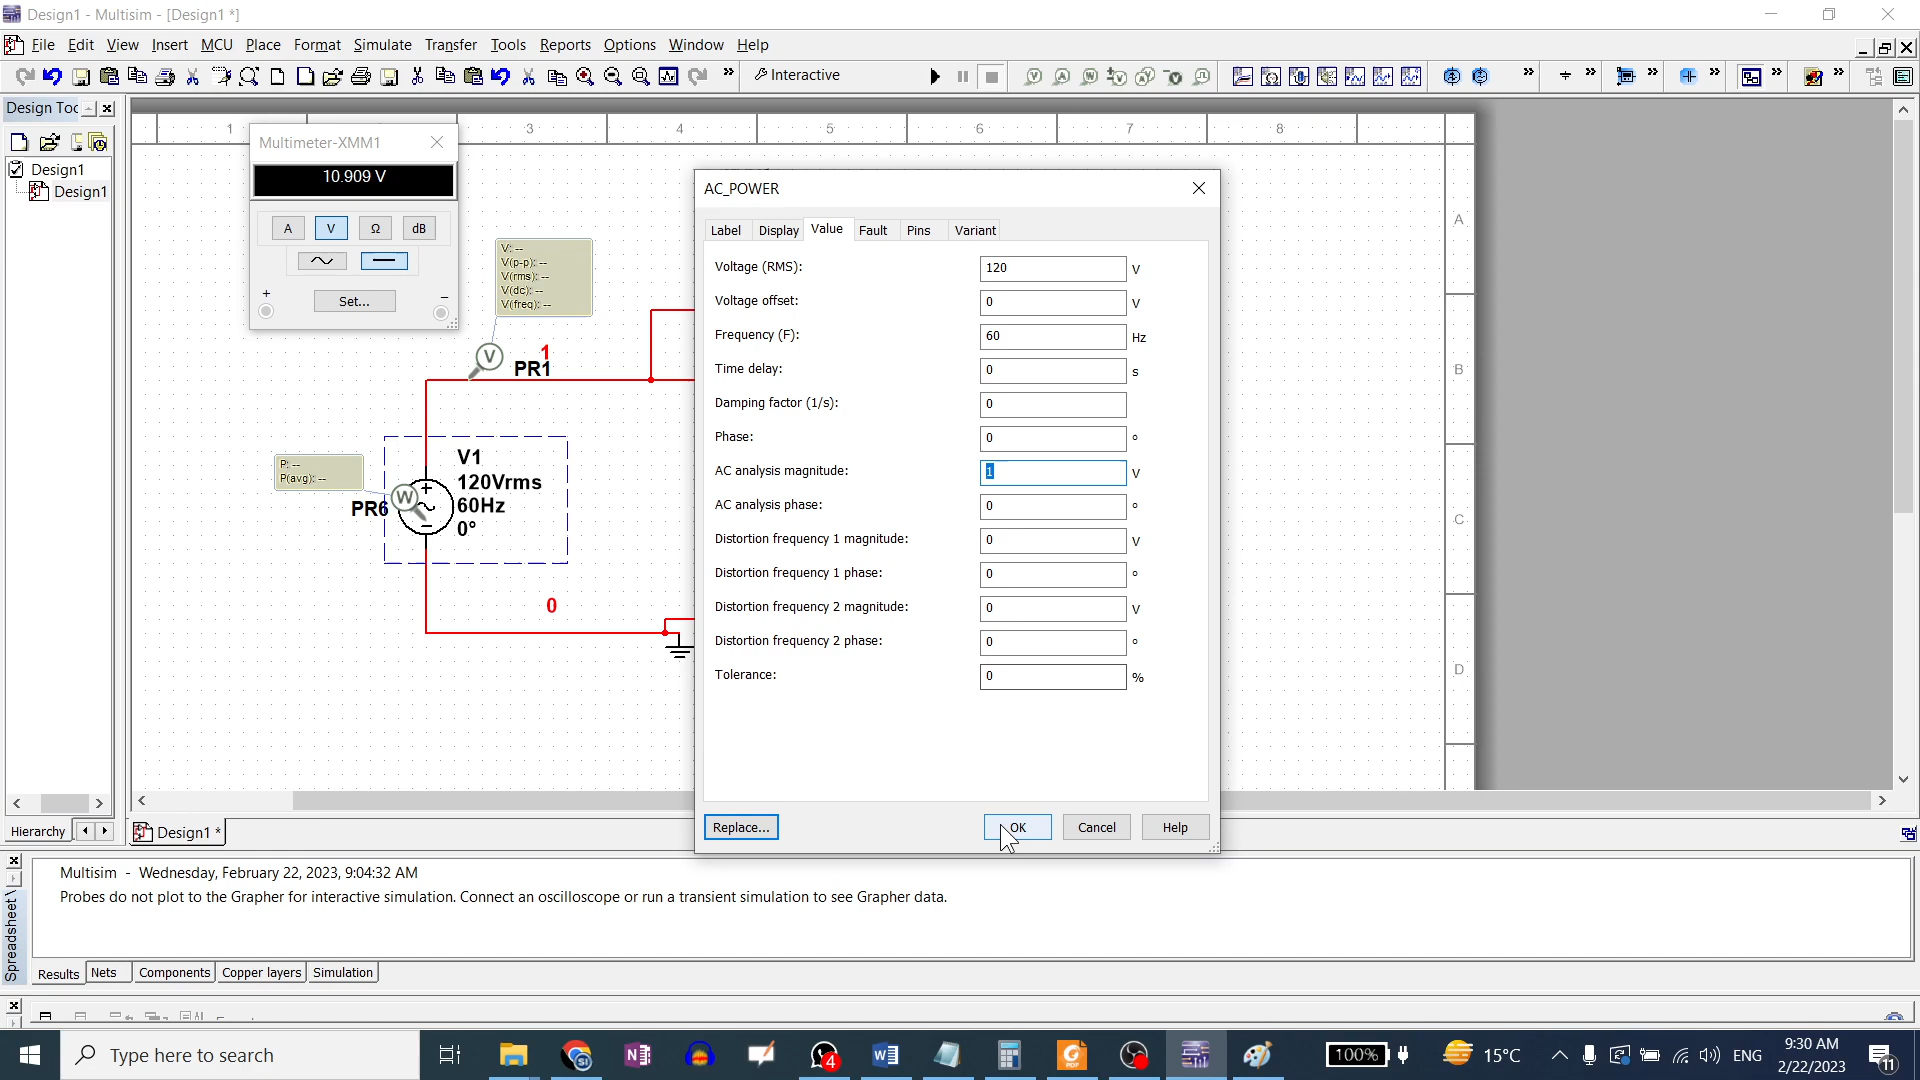 Design1 - Multisim - [Design1 *]
File Edit View Insert MCU Place Format Simulate Transfer Tools Reports Options Window Help
Interactive
Design Toc
Design1
Design1
1 3 4 5 6 7 8
Multimeter-XMM1
10.909 V
A V Ω dB
+ Set... −
V: --
V(p-p): --
V(rms): --
V(dc): --
V(freq): --
V
PR1
1
P: --
P(avg): --
W
PR6
V1
120Vrms
60Hz
0°
0
AC_POWER
Label Display Value Fault Pins Variant
Voltage (RMS): 120 V
Voltage offset: 0 V
Frequency (F): 60 Hz
Time delay: 0 s
Damping factor (1/s): 0
Phase: 0 °
AC analysis magnitude: 1 V
AC analysis phase: 0 °
Distortion frequency 1 magnitude: 0 V
Distortion frequency 1 phase: 0 °
Distortion frequency 2 magnitude: 0 V
Distortion frequency 2 phase: 0 °
Tolerance: 0 %
Replace... OK Cancel Help
A
B
C
D
Hierarchy
Design1 *
Multisim - Wednesday, February 22, 2023, 9:04:32 AM
Probes do not plot to the Grapher for interactive simulation. Connect an oscilloscope or run a transient simulation to see Grapher data.
Spreadsheet \
Results Nets Components Copper layers Simulation
Type here to search
4
100%
15°C
ENG
9:30 AM
2/22/2023
11